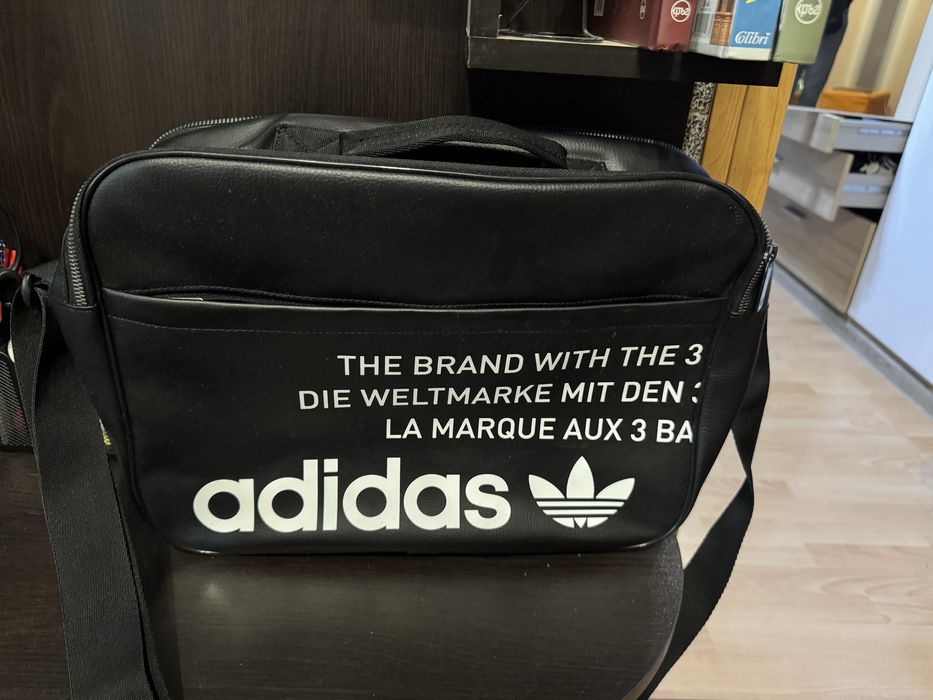 Colibri
THE BRAND WITH THE 3
DIE WELTMARKE MIT DEN 3
LA MARQUE AUX 3 BA
adidas